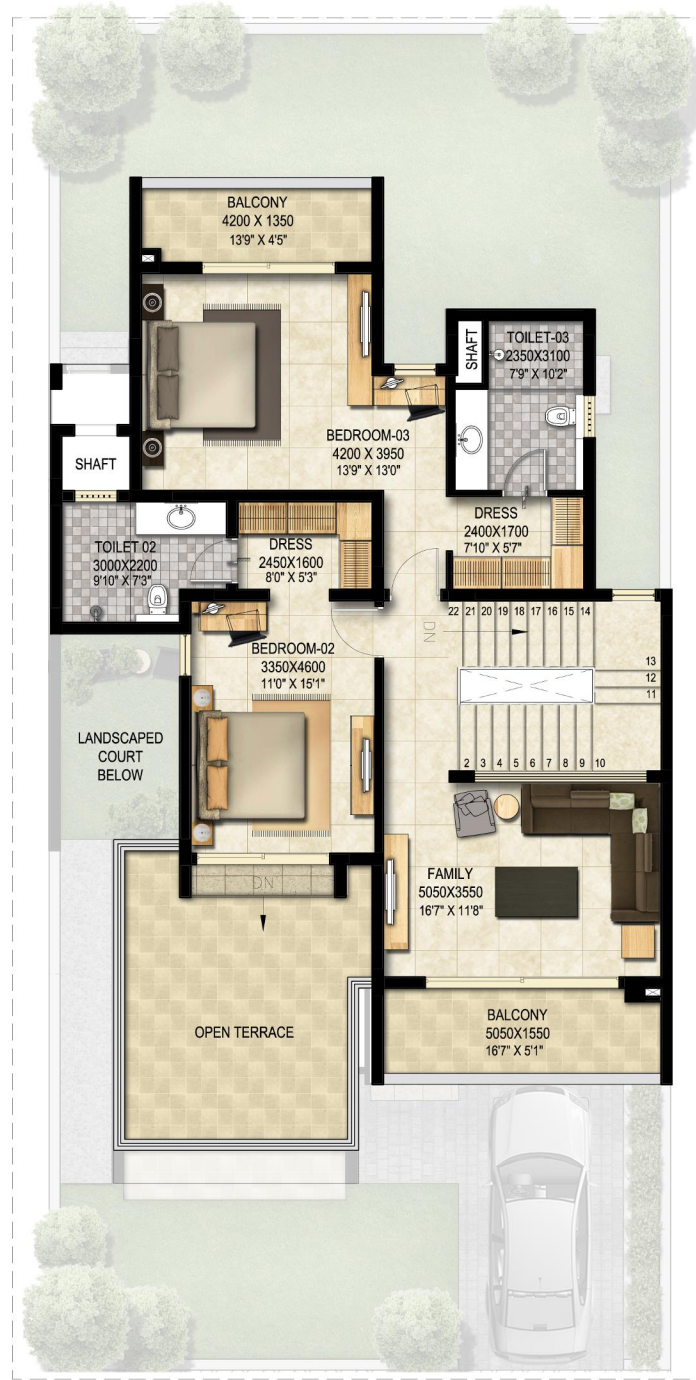 BALCONY
4200 X 1350
13'9" X 4'5"
SHAFT
TOILET-03
2350X3100
7'9" X 10'2"
BEDROOM-03
4200 X 3950
13'9" X 13'0"
SHAFT
DRESS
2400X1700
7'10" X 5'7"
TOILET 02
3000X2200
9'10" X 7'3"
DRESS
2450X1600
8'0" X 5'3"
22 21 20 19 18 17 16 15 14
DN
13
12
11
2 3 4 5 6 7 8 9 10
BEDROOM-02
3350X4600
11'0" X 15'1"
LANDSCAPED
COURT
BELOW
DN
FAMILY
5050X3550
16'7" X 11'8"
OPEN TERRACE
BALCONY
5050X1550
16'7" X 5'1"